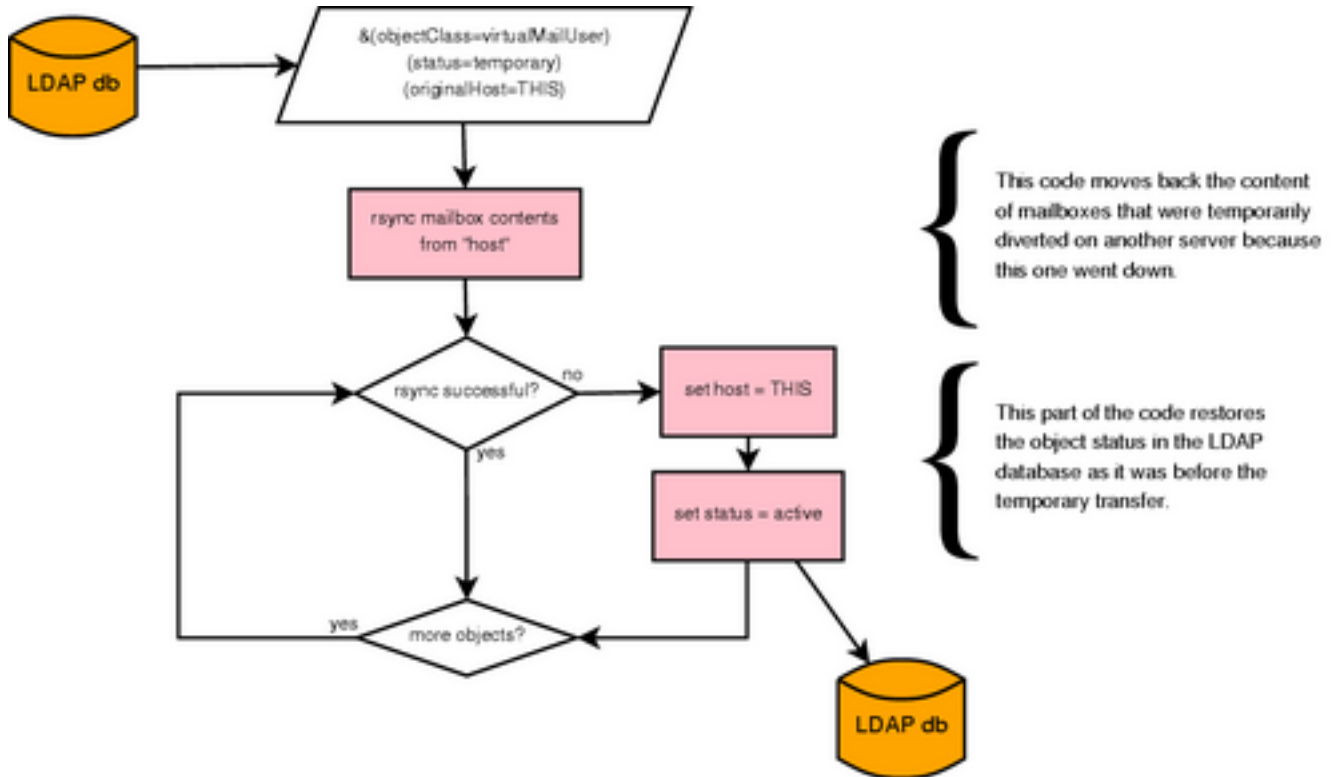 LDAP db
&(objectClass=virtualMailUser)
(status=temporary)
(originalHost=THIS)
rsync mailbox contents
from "host"
This code moves back the content
of mailboxes that were temporarily
diverted on another server because
this one went down.
rsync successful?
no
yes
set host = THIS
set status = active
This part of the code restores
the object status in the LDAP
database as it was before the
temporary transfer.
yes
more objects?
LDAP db